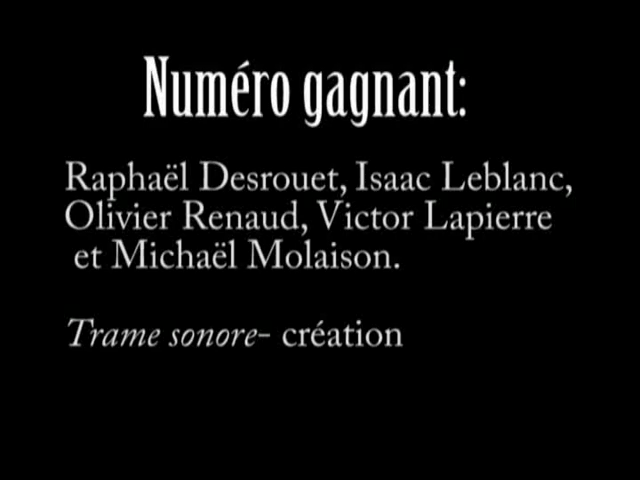 Numéro gagnant:
Raphaël Desrouet, Isaac Leblanc,
Olivier Renaud, Victor Lapierre
et Michaël Molaison.
Trame sonore- création